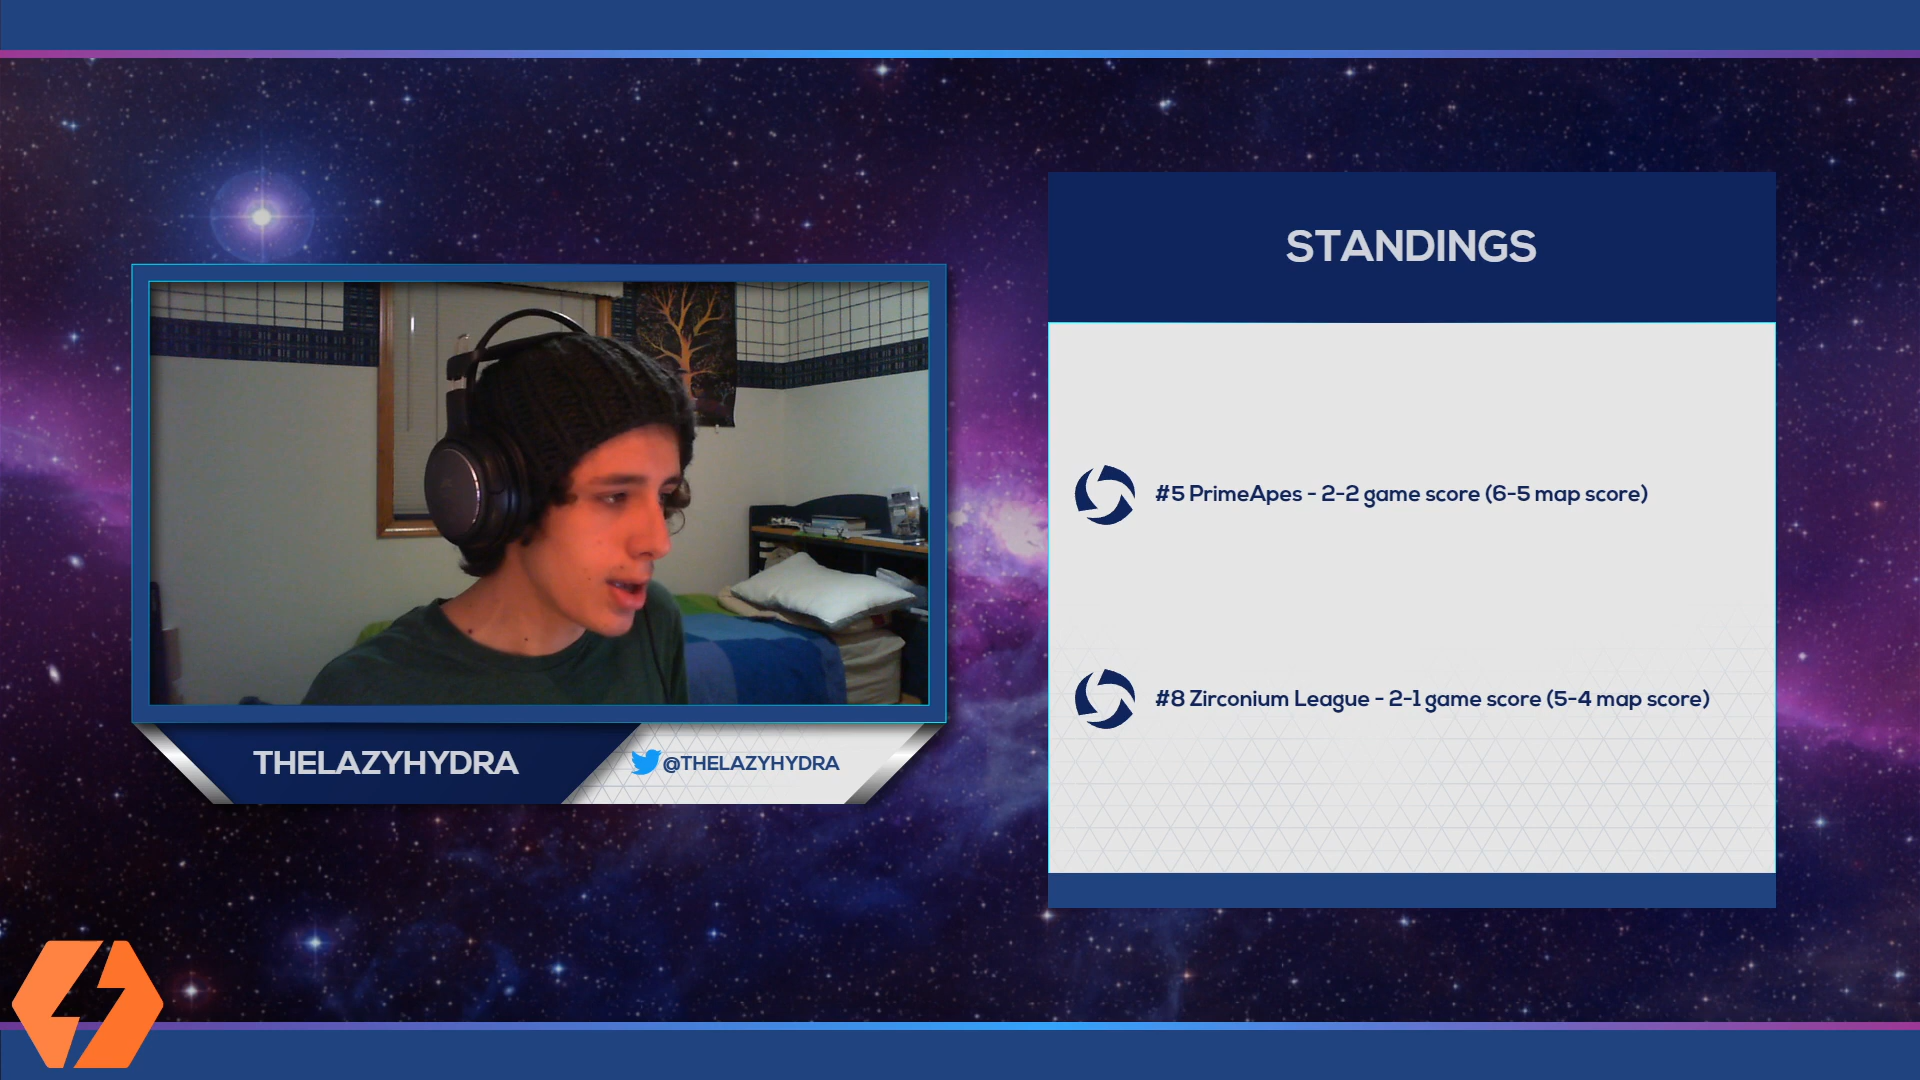 STANDINGS
#5 PrimeApes - 2-2 game score (6-5 map score)
#8 Zirconium League - 2-1 game score (5-4 map score)
THELAZYHYDRA
@THELAZYHYDRA